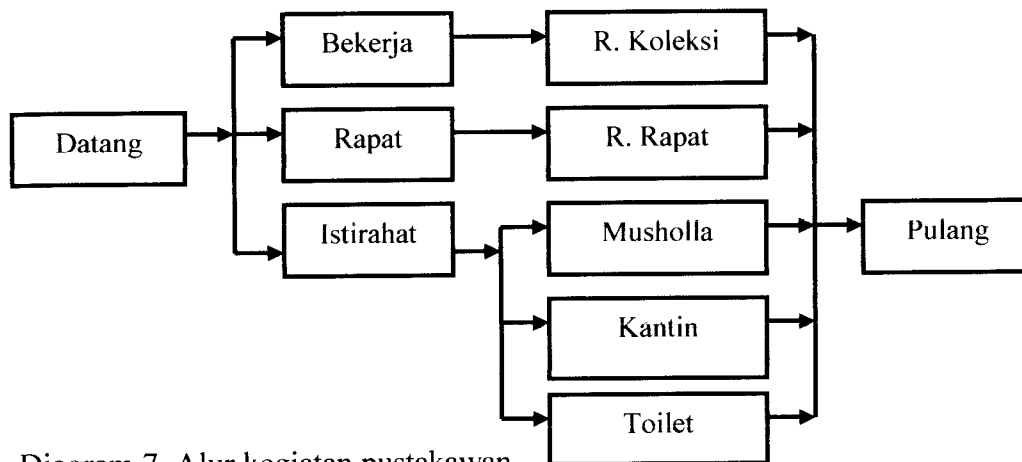 Datang
Bekerja
Rapat
Istirahat
R. Koleksi
R. Rapat
Musholla
Kantin
Toilet
Pulang
Diagram 7. Alur kegiatan pustakawan